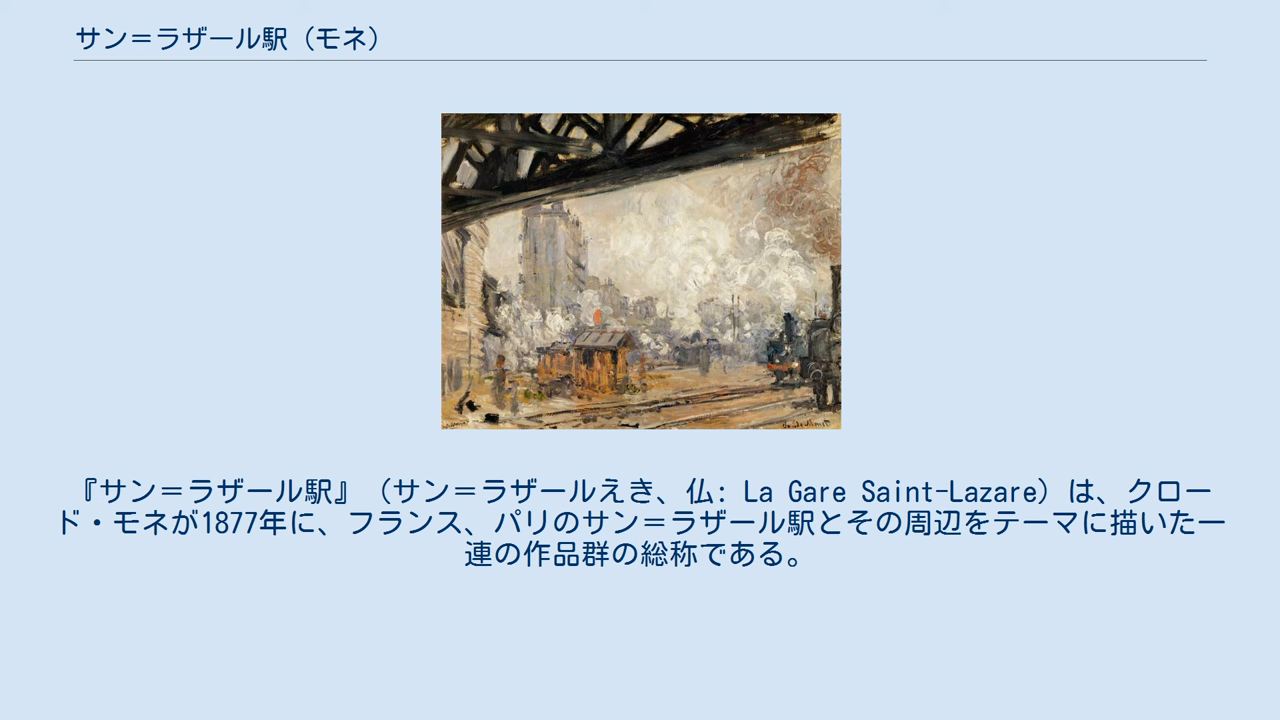 サン＝ラザール駅（モネ）
『サン＝ラザール駅』（サン＝ラザールえき、仏: La Gare Saint-Lazare）は、クロー
ド・モネが1877年に、フランス、パリのサン＝ラザール駅とその周辺をテーマに描いた一
連の作品群の総称である。